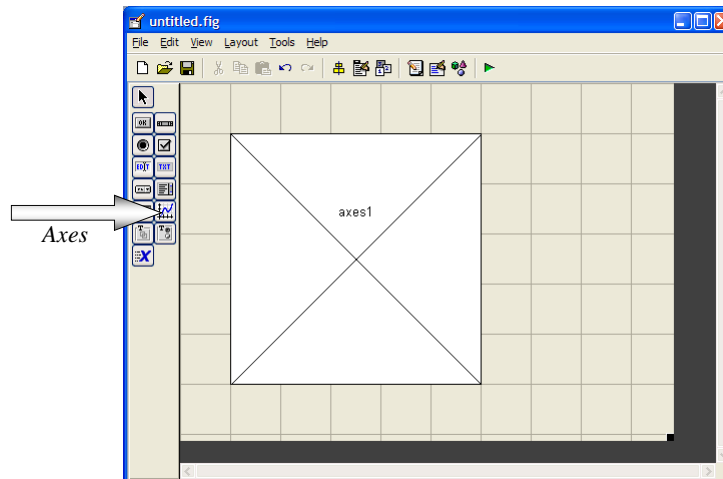 untitled.fig
File Edit View Layout Tools Help
OK
EDIT TXT
axes1
Axes